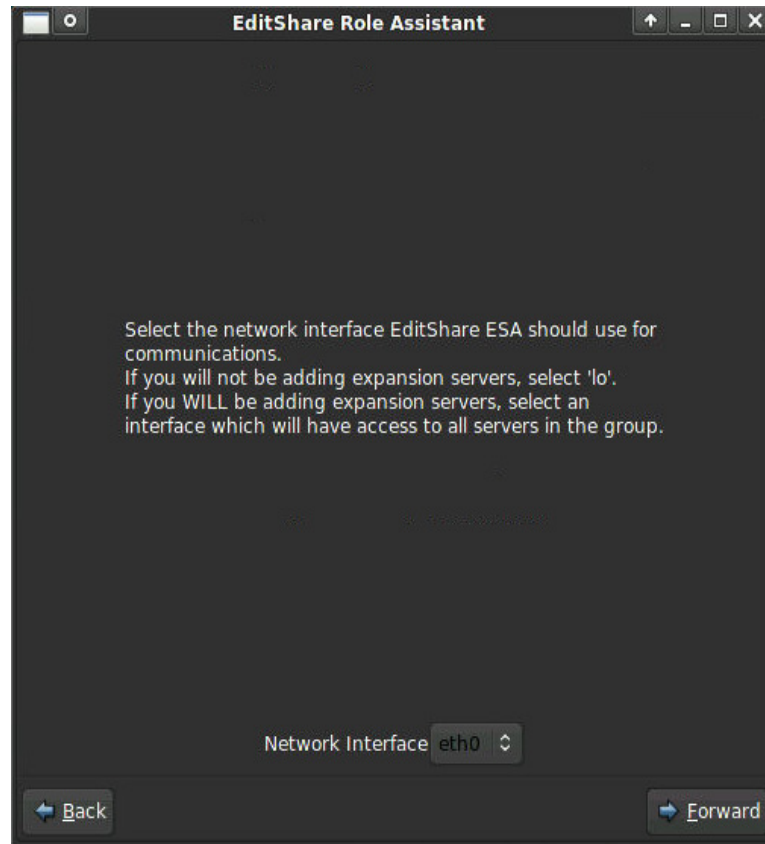 EditShare Role Assistant
Select the network interface EditShare ESA should use for
communications.
If you will not be adding expansion servers, select 'lo'.
If you WILL be adding expansion servers, select an
interface which will have access to all servers in the group.
Network Interface eth0
Back
Forward